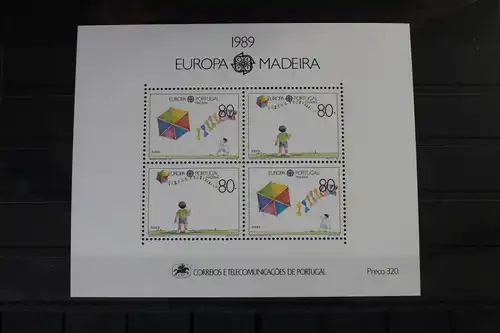 1989
EUROPA MADEIRA
EUROPA PORTUGAL 80.
EUROPA PORTUGAL 80.
EUROPA PORTUGAL 80.
EUROPA PORTUGAL 80.
CORREIOS E TELECOMUNICAÇÕES DE PORTUGAL
Preço 320.